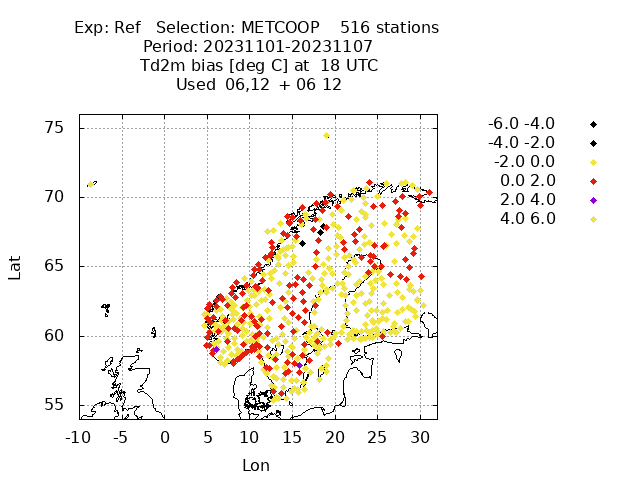 Exp: Ref   Selection: METCOOP    516 stations
Period: 20231101-20231107
Td2m bias [deg C] at  18 UTC
Used  06,12  + 06 12
-6.0 -4.0
-4.0 -2.0
-2.0 0.0
0.0 2.0
2.0 4.0
4.0 6.0
75
70
65
60
55
Lat
-10 -5 0 5 10 15 20 25 30
Lon